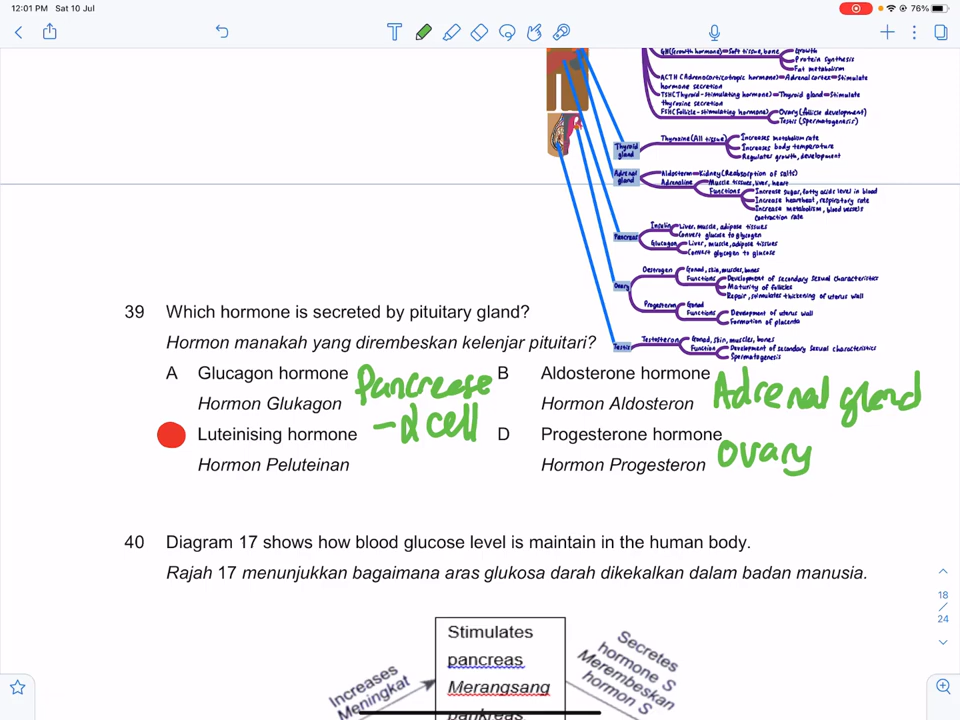 12:01 PM Sat 10 Jul
76%
GH(Growth hormone)=Soft tissue, bone
Growth
Protein synthesis
Fat metabolism
ACTH (Adrenocorticotropic hormone)=Adrenal cortex=Stimulate
hormone secretion
TSH(Thyroid-stimulating hormone)=Thyroid gland=Stimulate
thyroxine secretion
FSH(Follicle-stimulating hormone)
Ovary(follicle development)
Testis(Spermatogenesis)
Thyroid
gland
Thyroxine(All tissue)
Increases metabolism rate
Increases body temperature
Regulates growth, development
Adrenal
gland
Aldosterone=Kidney(Reabsorption of salts)
Adrenaline
Muscle tissues, liver, heart
Functions
Increase sugar, fatty acids level in blood
Increase heartbeat, respiratory rate
Increase metabolism, blood vessels
contraction rate
Pancreas
Insulin
Liver, muscle, adipose tissues
Convert glucose to glycogen
Glucagon
Liver, muscle, adipose tissues
Convert glycogen to glucose
Ovary
Oestrogen
Gonad, skin, muscles, bones
Functions
Development of secondary sexual characteristics
Maturity of follicles
Repair, stimulates thickening of uterus wall
Progesteron
Gonad
Functions
Development of uterus wall
Formation of placenta
Testis
Testosteron
Gonad, skin, muscles, bones
Function
Development of secondary sexual characteristics
Spermatogenesis
39 Which hormone is secreted by pituitary gland?
Hormon manakah yang dirembeskan kelenjar pituitari?
A Glucagon hormone Pancrease B Aldosterone hormone Adrenal gland
Hormon Glukagon -α cell Hormon Aldosteron
Luteinising hormone D Progesterone hormone ovary
Hormon Peluteinan Hormon Progesteron
40 Diagram 17 shows how blood glucose level is maintain in the human body.
Rajah 17 menunjukkan bagaimana aras glukosa darah dikekalkan dalam badan manusia.
Increases
Meningkat
Stimulates
pancreas
Merangsang
pankreas
Secretes
hormone S
Merembeskan
hormon S
18
/
24